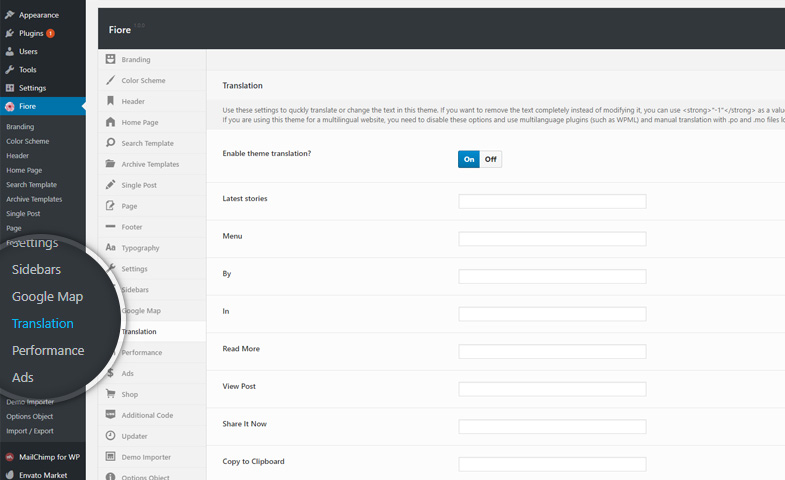 Appearance
Plugins 1
Users
Tools
Settings
Fiore
Branding
Color Scheme
Header
Home Page
Search Template
Archive Templates
Single Post
Page
Settings
Sidebars
Google Map
Translation
Performance
Ads
Demo Importer
Options Object
Import / Export
MailChimp for WP
Envato Market
Fiore
Branding
Color Scheme
Header
Home Page
Search Template
Archive Templates
Single Post
Page
Footer
Aa Typography
Settings
Sidebars
Google Map
Translation
Performance
$ Ads
Shop
Additional Code
Updater
Demo Importer
Options Object
Translation
Use these settings to quckly translate or change the text in this theme. If you want to remove the text completely instead of modifying it, you can use <strong>"-1"</strong> as a valu
If you are using this theme for a multilingual website, you need to disable these options and use multilanguage plugins (such as WPML) and manual translation with .po and .mo files lo
Enable theme translation?
On Off
Latest stories
Menu
By
In
Read More
View Post
Share It Now
Copy to Clipboard